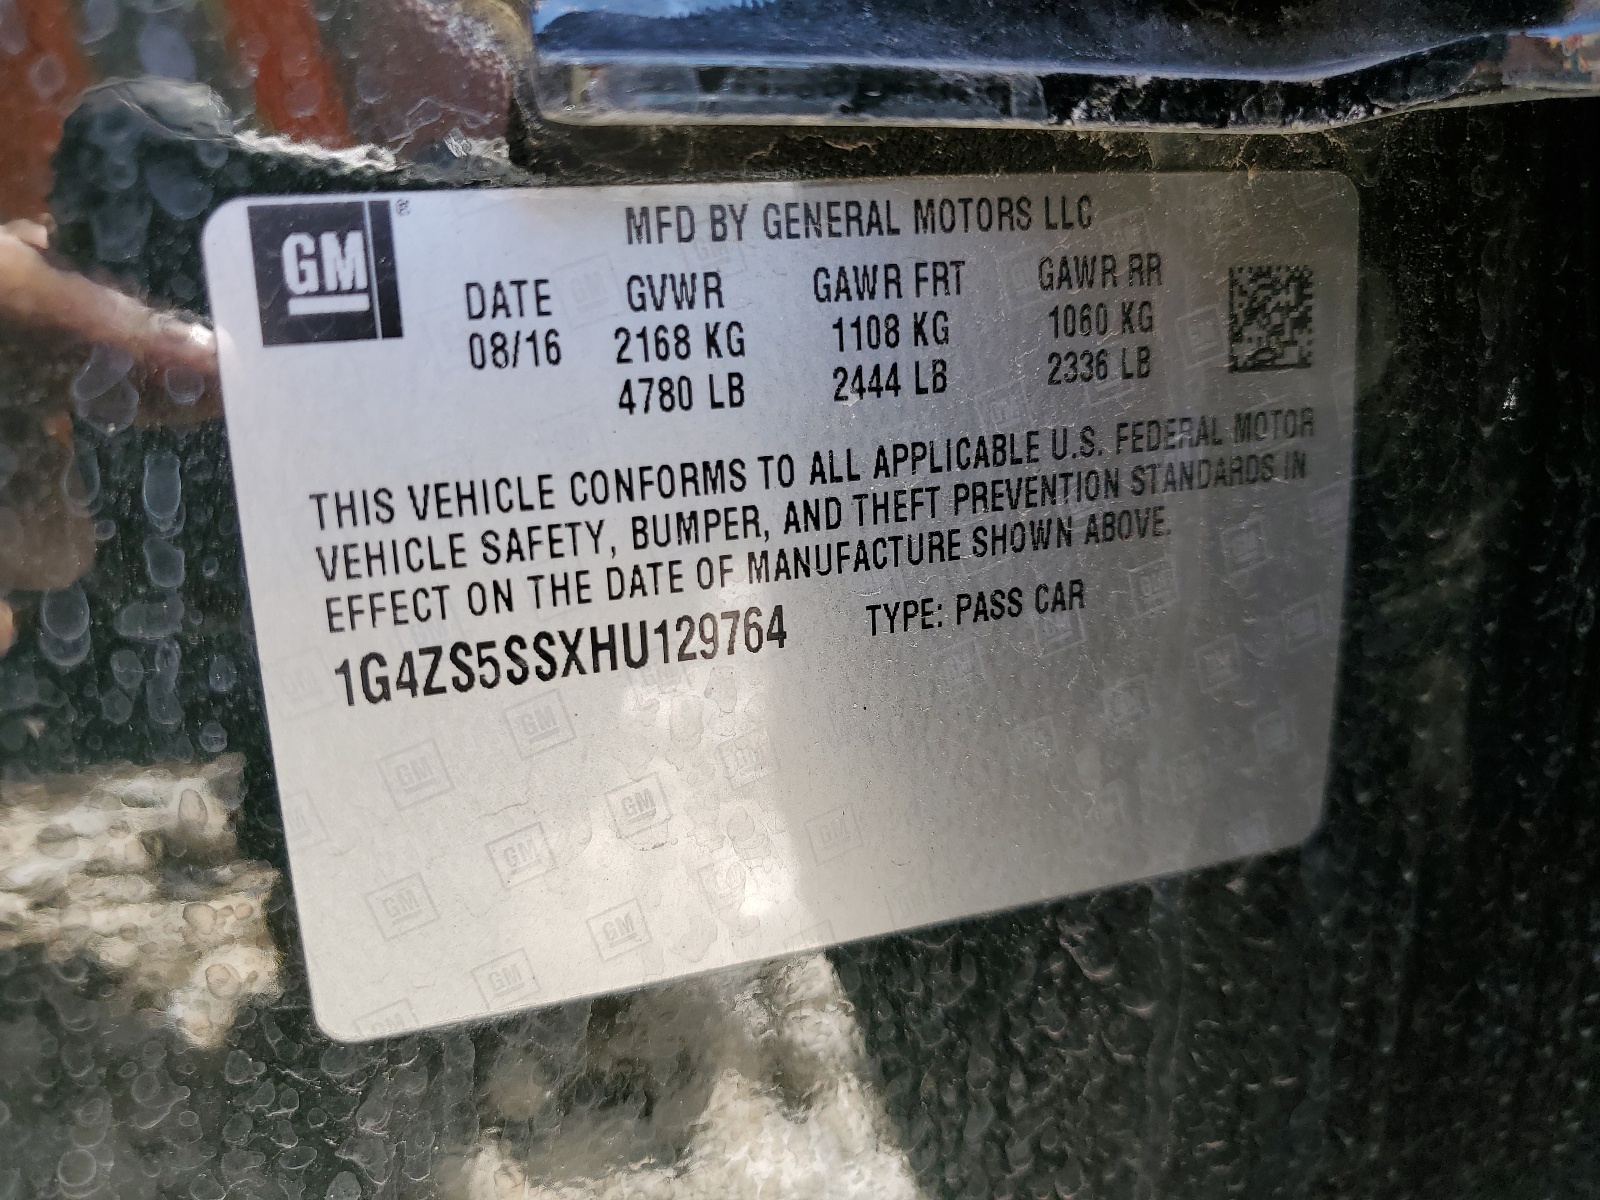 GM®
MFD BY GENERAL MOTORS LLC
DATE GVWR GAWR FRT GAWR RR
08/16 2168 KG 1108 KG 1060 KG
4780 LB 2444 LB 2336 LB
THIS VEHICLE CONFORMS TO ALL APPLICABLE U.S. FEDERAL MOTOR
VEHICLE SAFETY, BUMPER, AND THEFT PREVENTION STANDARDS IN
EFFECT ON THE DATE OF MANUFACTURE SHOWN ABOVE.
1G4ZS5SSXHU129764 TYPE: PASS CAR